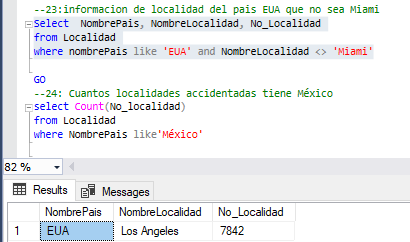 --23:informacion de localidad del pais EUA que no sea Miami
Select NombrePais, NombreLocalidad, No_Localidad
from Localidad
where nombrePais like 'EUA' and NombreLocalidad <> 'Miami'
GO
--24: Cuantos localidades accidentadas tiene México
select Count(No_localidad)
from Localidad
where NombrePais like'México'
82 %
Results Messages
NombrePais NombreLocalidad No_Localidad
1 EUA Los Angeles 7842